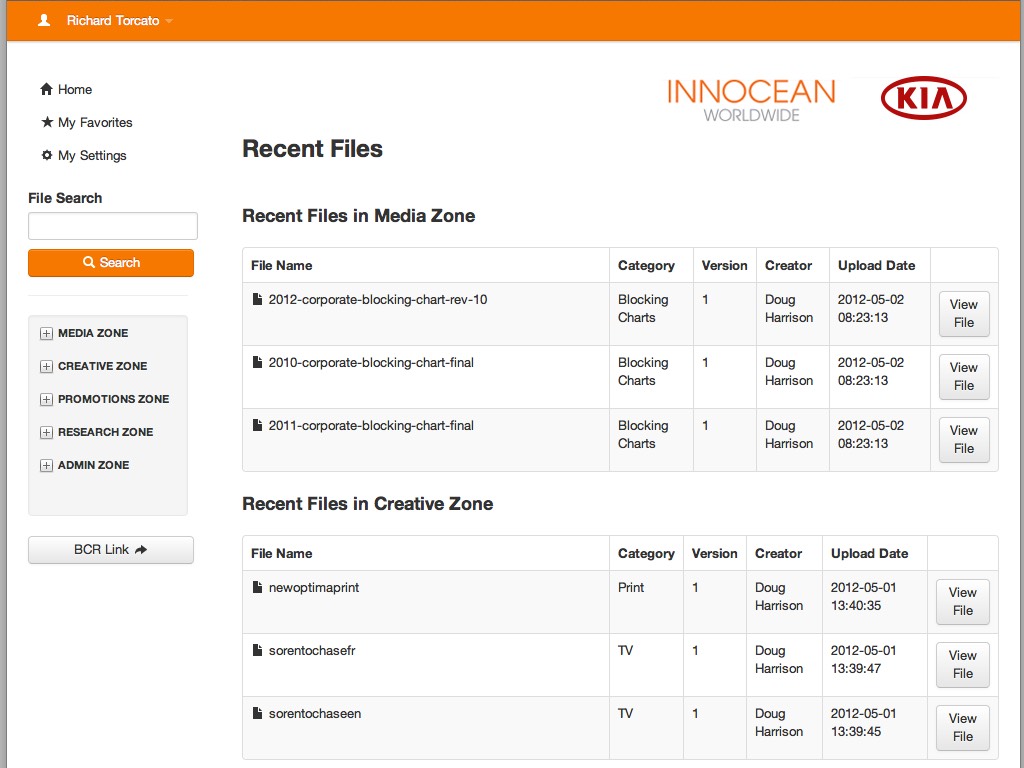 Richard Torcato
Home
My Favorites
My Settings
File Search
Search
MEDIA ZONE
CREATIVE ZONE
PROMOTIONS ZONE
RESEARCH ZONE
ADMIN ZONE
BCR Link
INNOCEAN
WORLDWIDE
KIA
Recent Files
Recent Files in Media Zone
File Name Category Version Creator Upload Date
2012-corporate-blocking-chart-rev-10 Blocking 1 Doug 2012-05-02 View
Charts Harrison 08:23:13 File
2010-corporate-blocking-chart-final Blocking 1 Doug 2012-05-02 View
Charts Harrison 08:23:13 File
2011-corporate-blocking-chart-final Blocking 1 Doug 2012-05-02 View
Charts Harrison 08:23:13 File
Recent Files in Creative Zone
File Name Category Version Creator Upload Date
newoptimaprint Print 1 Doug 2012-05-01 View
Harrison 13:40:35 File
sorentochasefr TV 1 Doug 2012-05-01 View
Harrison 13:39:47 File
sorentochaseen TV 1 Doug 2012-05-01 View
Harrison 13:39:45 File